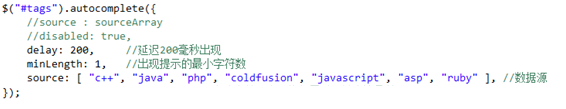 $("#tags").autocomplete({
    //source : sourceArray
    //disabled: true,
    delay: 200,     //延迟200毫秒出现
    minLength: 1,   //出现提示的最小字符数
    source: [ "c++", "java", "php", "coldfusion", "javascript", "asp", "ruby" ], //数据源
});